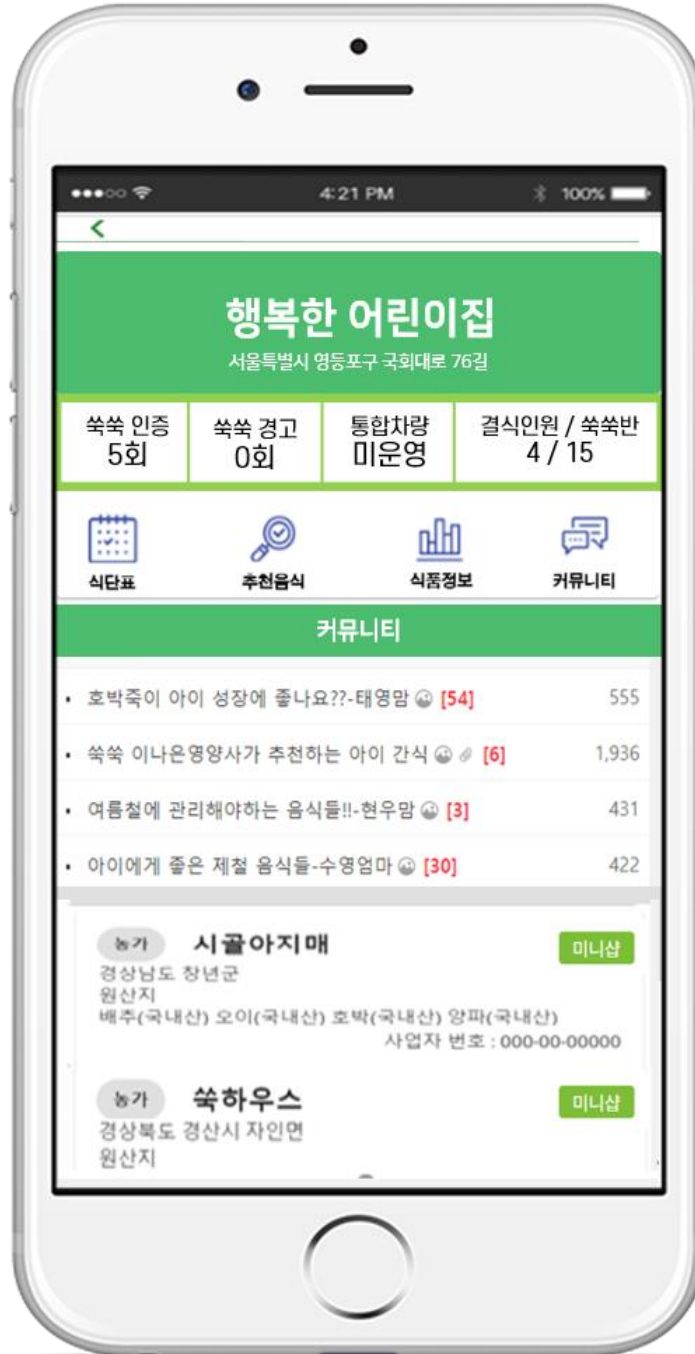 4:21 PM 100%
행복한 어린이집
서울특별시 영등포구 국회대로 76길
쑥쑥 인증 쑥쑥 경고 통합차량 결식인원 / 쑥쑥반
5회 0회 미운영 4 / 15
식단표 추천음식 식품정보 커뮤니티
커뮤니티
호박죽이 아이 성장에 좋나요??-태영맘 [54] 555
쑥쑥 이나은영양사가 추천하는 아이 간식 [6] 1,936
여름철에 관리해야하는 음식들!!-현우맘 [3] 431
아이에게 좋은 제철 음식들-수영엄마 [30] 422
농가 시골아지매 미니샵
경상남도 창년군
원산지
배추(국내산) 오이(국내산) 호박(국내산) 양파(국내산)
사업자 번호 : 000-00-00000
농가 쑥하우스 미니샵
경상북도 경산시 자인면
원산지